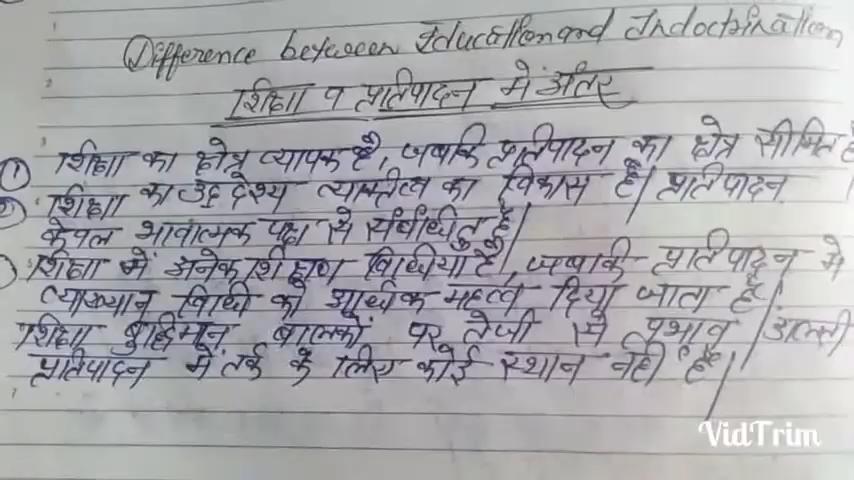 Difference between Education and Indoctrination
शिक्षा व प्रतिपादन में अंतर
① शिक्षा का क्षेत्र व्यापक है, जबकि प्रतिपादन का क्षेत्र सीमित है
② शिक्षा का उद्देश्य व्यक्तित्व का विकास है। प्रतिपादन
केवल भावात्मक पक्ष से संबंधित है।
शिक्षा में अनेक शिक्षण विधियाँ है, जबकि प्रतिपादन में
व्याख्यान विधि को अधिक महत्व दिया जाता है।
शिक्षा बुद्धिमान बालकों पर तेजी से प्रभाव डालती
प्रतिपादन में तर्क के लिए कोई स्थान नहीं है।
VidTrim